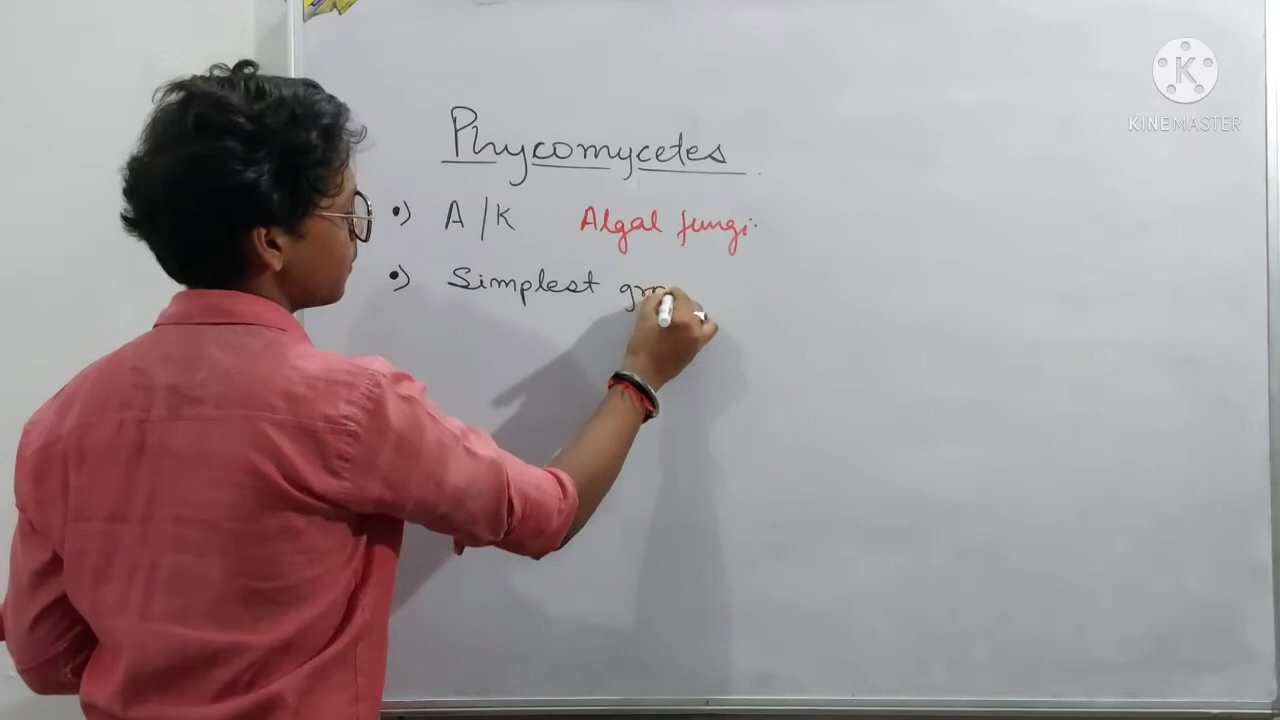 Phycomycetes
•) A/K Algal fungi
•) Simplest
K
KINEMASTER